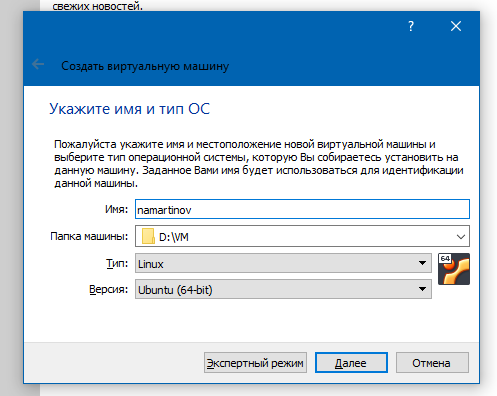 свежих новостей.
?
Создать виртуальную машину
Укажите имя и тип ОС
Пожалуйста укажите имя и местоположение новой виртуальной машины и
выберите тип операционной системы, которую Вы собираетесь установить на
данную машину. Заданное Вами имя будет использоваться для идентификации
данной машины.
Имя: namartinov
Папка машины: D:\VM
Тип: Linux
64
Версия: Ubuntu (64-bit)
Экспертный режим Далее Отмена